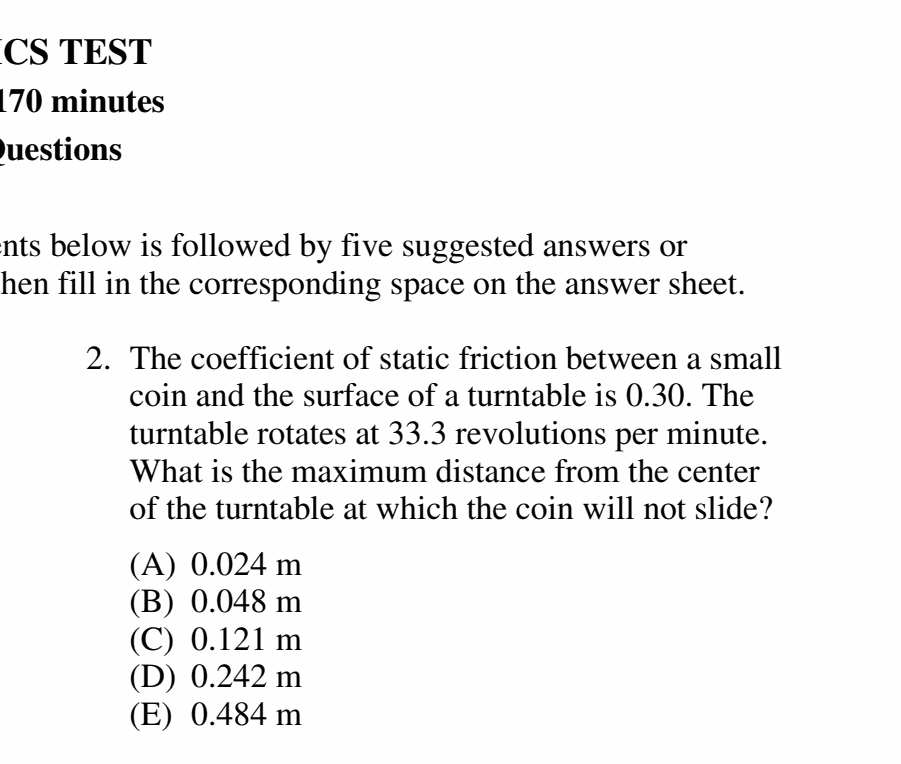 ICS TEST
170 minutes
Questions
ents below is followed by five suggested answers or
then fill in the corresponding space on the answer sheet.
2. The coefficient of static friction between a small
coin and the surface of a turntable is 0.30. The
turntable rotates at 33.3 revolutions per minute.
What is the maximum distance from the center
of the turntable at which the coin will not slide?
(A) 0.024 m
(B) 0.048 m
(C) 0.121 m
(D) 0.242 m
(E) 0.484 m